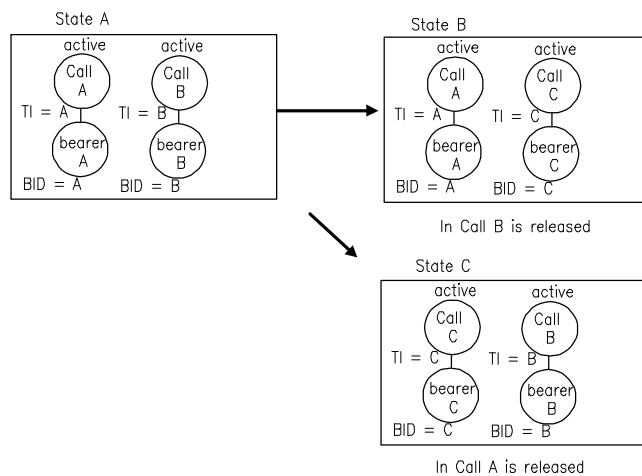 State A
active active
Call A Call B
TI = A TI = B
bearer A bearer B
BID = A BID = B
State B
active active
Call A Call C
TI = A TI = C
bearer A bearer C
BID = A BID = C
In Call B is released
State C
active active
Call C Call B
TI = C TI = B
bearer C bearer B
BID = C BID = B
In Call A is released